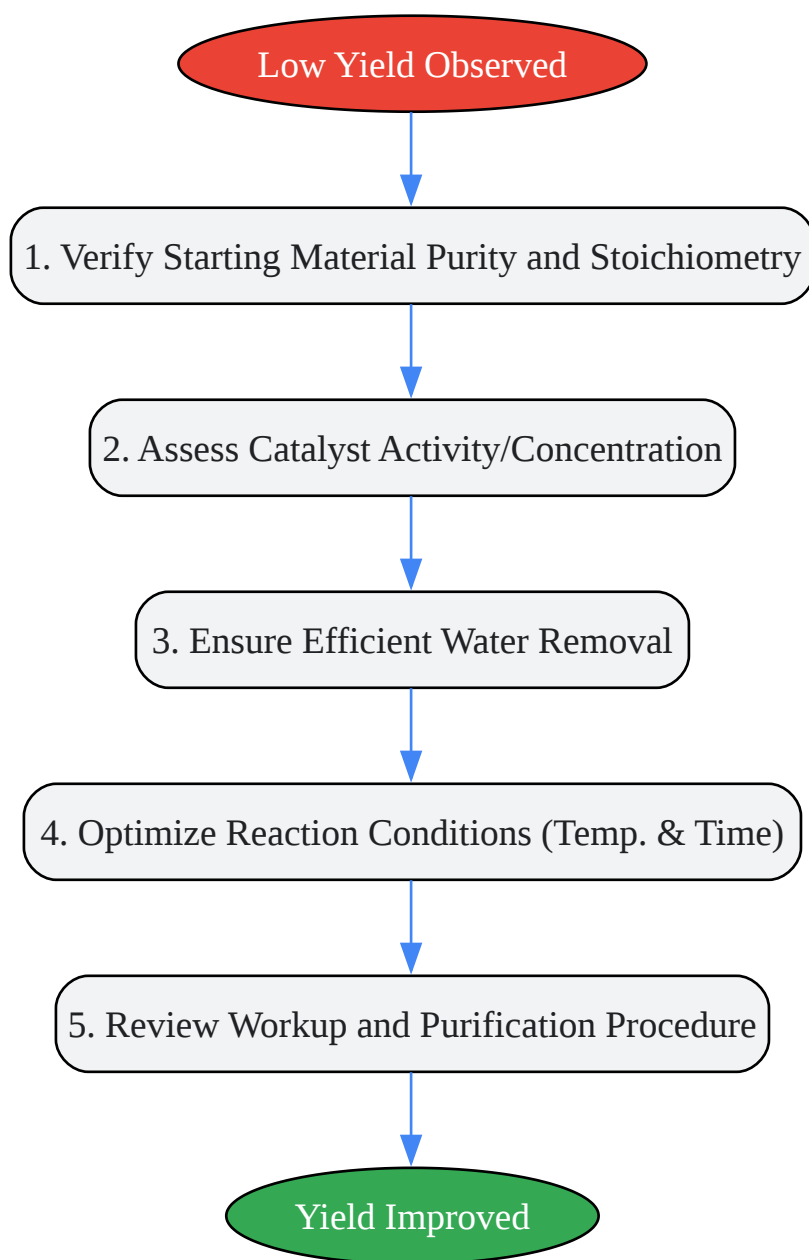 Low Yield Observed
1. Verify Starting Material Purity and Stoichiometry
2. Assess Catalyst Activity/Concentration
3. Ensure Efficient Water Removal
4. Optimize Reaction Conditions (Temp. & Time)
5. Review Workup and Purification Procedure
Yield Improved